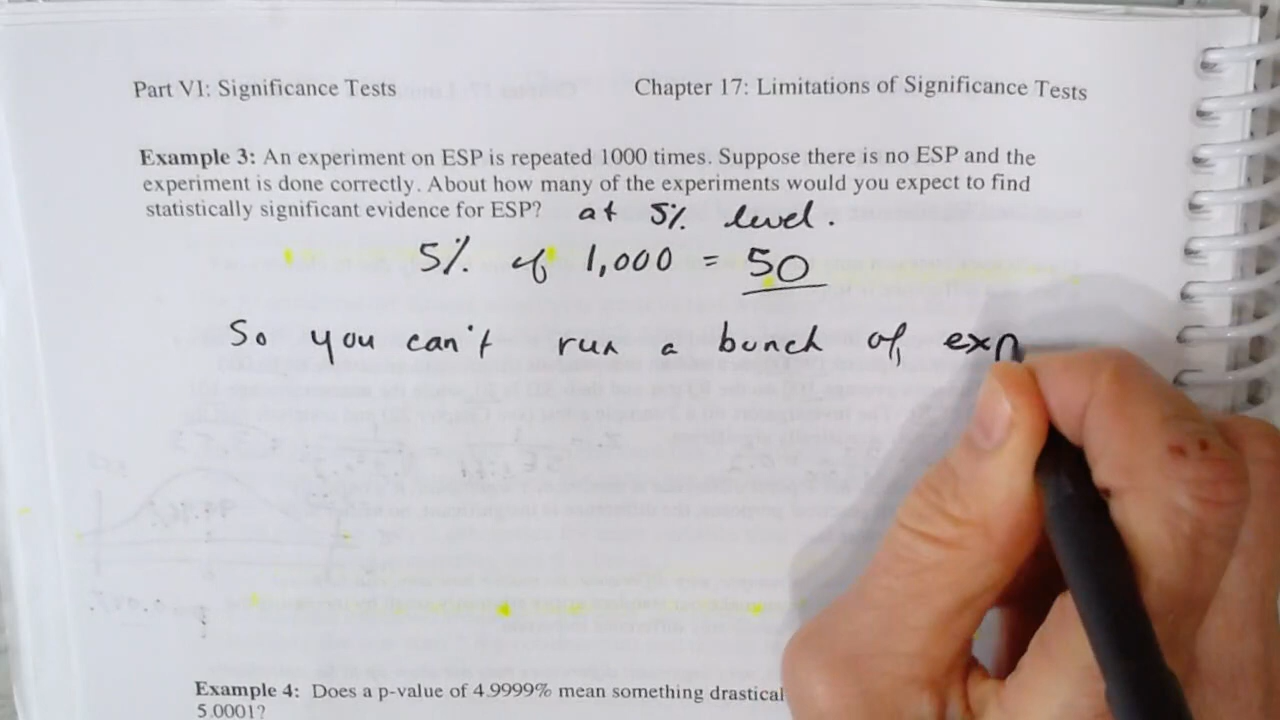 Part VI: Significance Tests
Chapter 17: Limitations of Significance Tests
Example 3: An experiment on ESP is repeated 1000 times. Suppose there is no ESP and the
experiment is done correctly. About how many of the experiments would you expect to find
statistically significant evidence for ESP? at 5% level.
5% of 1,000 = 50
So you can't run a bunch of exp
Example 4: Does a p-value of 4.9999% mean something drastical
5.0001?